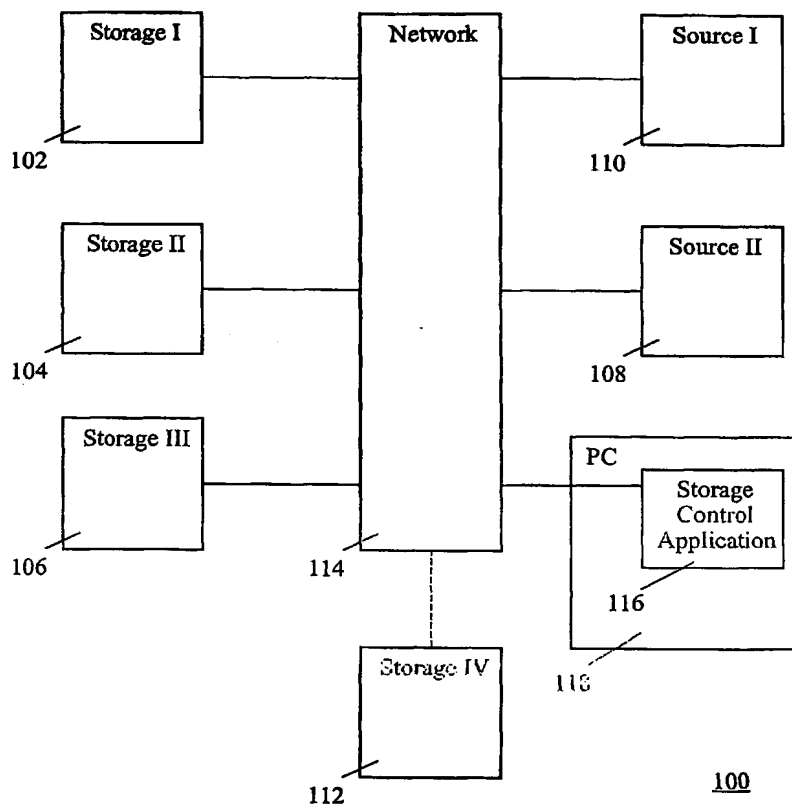 Storage I
Network
Source I
102
110
Storage II
Source II
104
108
Storage III
PC
Storage
Control
Application
106
114
116
Storage IV
118
112
100